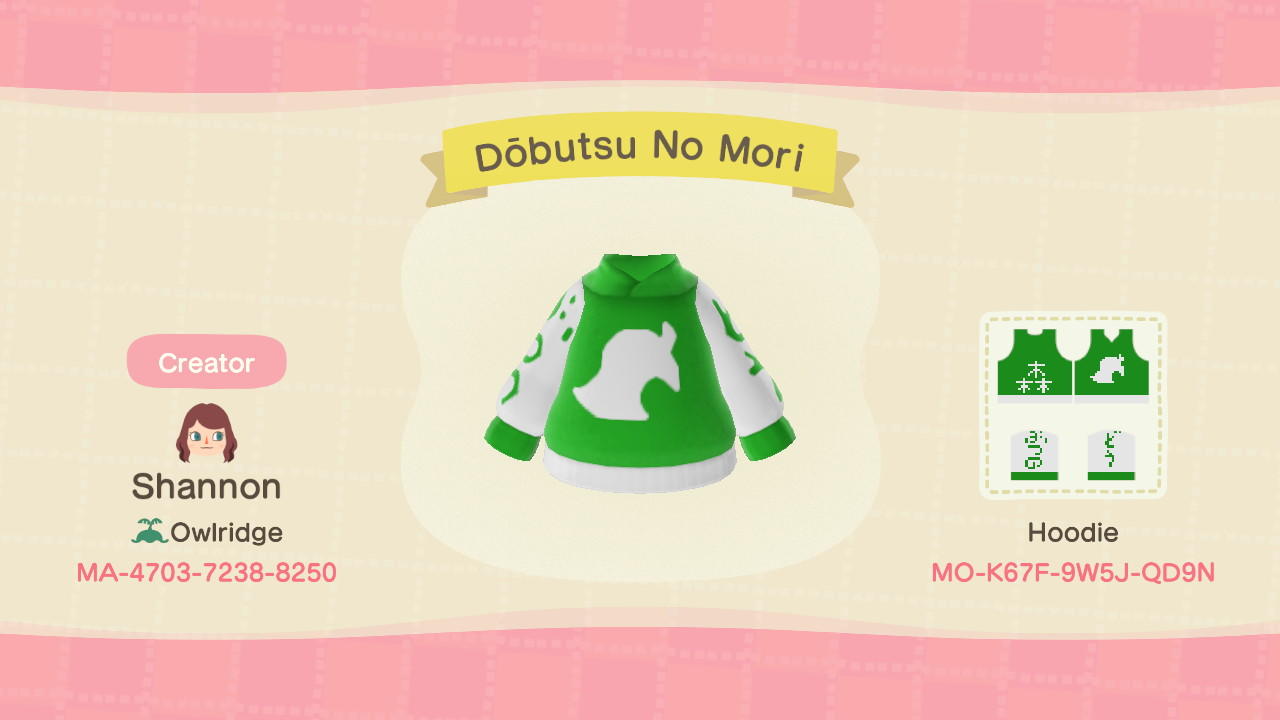 Dōbutsu No Mori
Creator
Shannon
Owlridge
MA-4703-7238-8250
Hoodie
MO-K67F-9W5J-QD9N